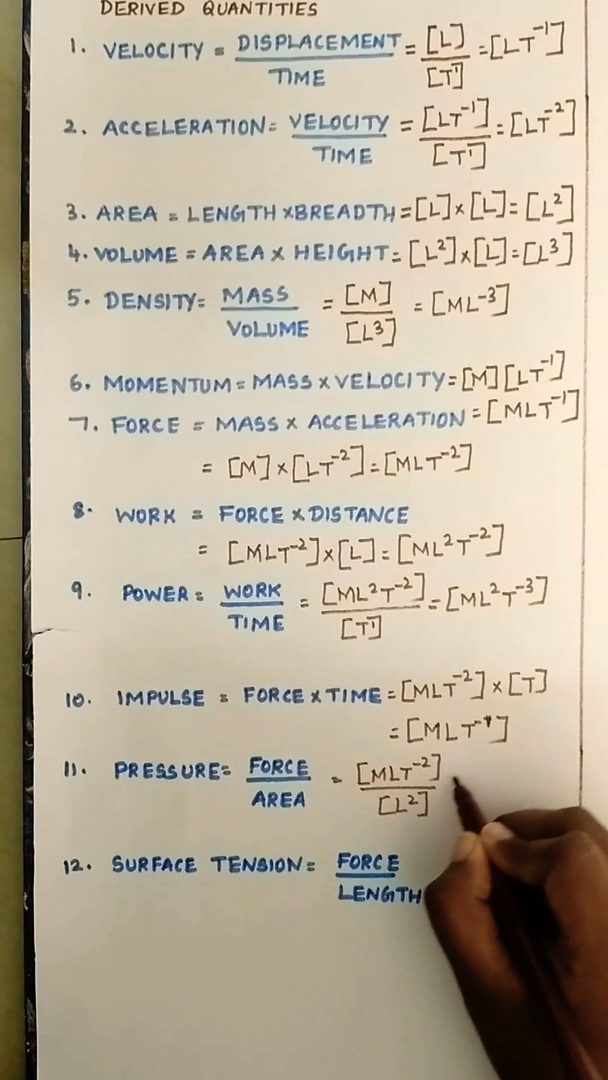 DERIVED QUANTITIES
1. VELOCITY = DISPLACEMENT / TIME = [L] / [T] = [LT⁻¹]
2. ACCELERATION = VELOCITY / TIME = [LT⁻¹] / [T] = [LT⁻²]
3. AREA = LENGTH × BREADTH = [L] × [L] = [L²]
4. VOLUME = AREA × HEIGHT = [L²] × [L] = [L³]
5. DENSITY = MASS / VOLUME = [M] / [L³] = [ML⁻³]
6. MOMENTUM = MASS × VELOCITY = [M] [LT⁻¹]
= [MLT⁻¹]
7. FORCE = MASS × ACCELERATION
= [M] × [LT⁻²] = [MLT⁻²]
8. WORK = FORCE × DISTANCE
= [MLT⁻²] × [L] = [ML²T⁻²]
9. POWER = WORK / TIME = [ML²T⁻²] / [T] = [ML²T⁻³]
10. IMPULSE = FORCE × TIME = [MLT⁻²] × [T]
= [MLT⁻¹]
11. PRESSURE = FORCE / AREA = [MLT⁻²] / [L²]
12. SURFACE TENSION = FORCE / LENGTH